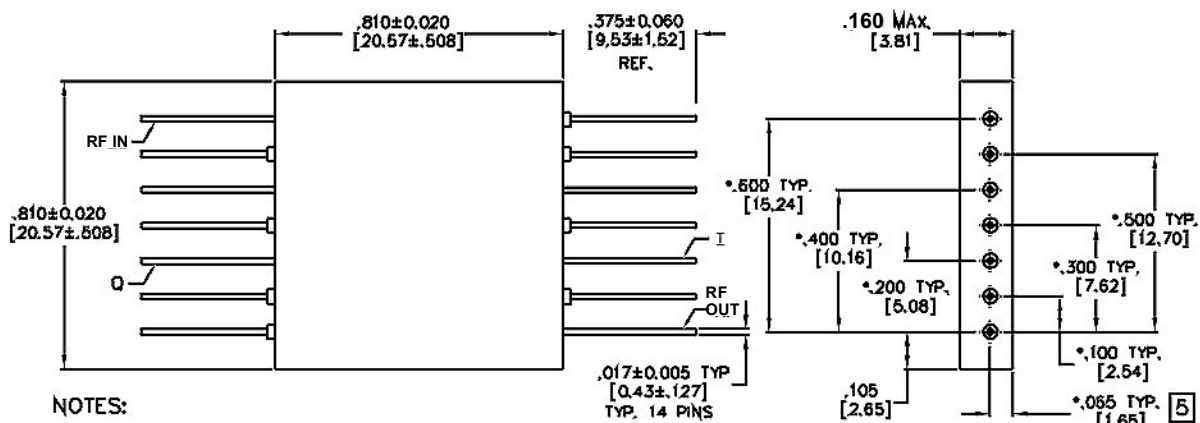 .810±0.020
[20.57±.508]
.375±0.060
[9.53±1.52]
REF.
.160 MAX.
[3.81]
RF IN
.810±0.020
[20.57±.508]
Q
I
RF
OUT
.017±0.005 TYP
[0.43±.127]
TYP. 14 PINS
*.600 TYP.
[15.24]
*.400 TYP.
[10.16]
*.200 TYP.
[5.08]
.105
[2.65]
*.500 TYP.
[12.70]
*.300 TYP.
[7.62]
*.100 TYP.
[2.54]
*.065 TYP.
[1.65]
5
NOTES: